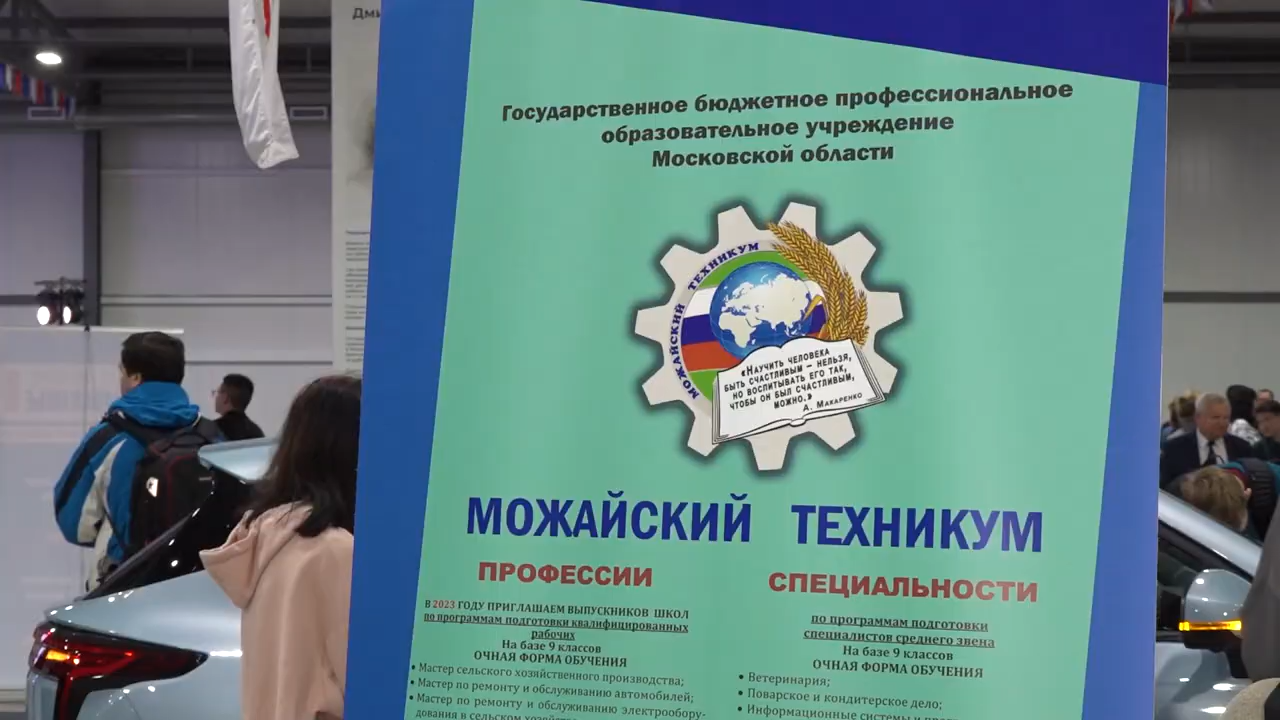 Государственное бюджетное профессиональное
образовательное учреждение
Московской области
МОЖАЙСКИЙ ТЕХНИКУМ
«Научить человека
быть счастливым – нельзя,
но воспитывать его так,
чтобы он был счастливым,
можно.»
А. Макаренко
МОЖАЙСКИЙ ТЕХНИКУМ
ПРОФЕССИИ
В 2023 ГОДУ ПРИГЛАШАЕМ ВЫПУСКНИКОВ ШКОЛ
по программам подготовки квалифицированных
рабочих
На базе 9 классов
ОЧНАЯ ФОРМА ОБУЧЕНИЯ
• Мастер сельского хозяйственного производства;
• Мастер по ремонту и обслуживанию автомобилей;
• Мастер по ремонту и обслуживанию электрообору-
дования в сельском
СПЕЦИАЛЬНОСТИ
по программам подготовки
специалистов среднего звена
На базе 9 классов
ОЧНАЯ ФОРМА ОБУЧЕНИЯ
• Ветеринария;
• Поварское и кондитерское дело;
• Информационные системы и